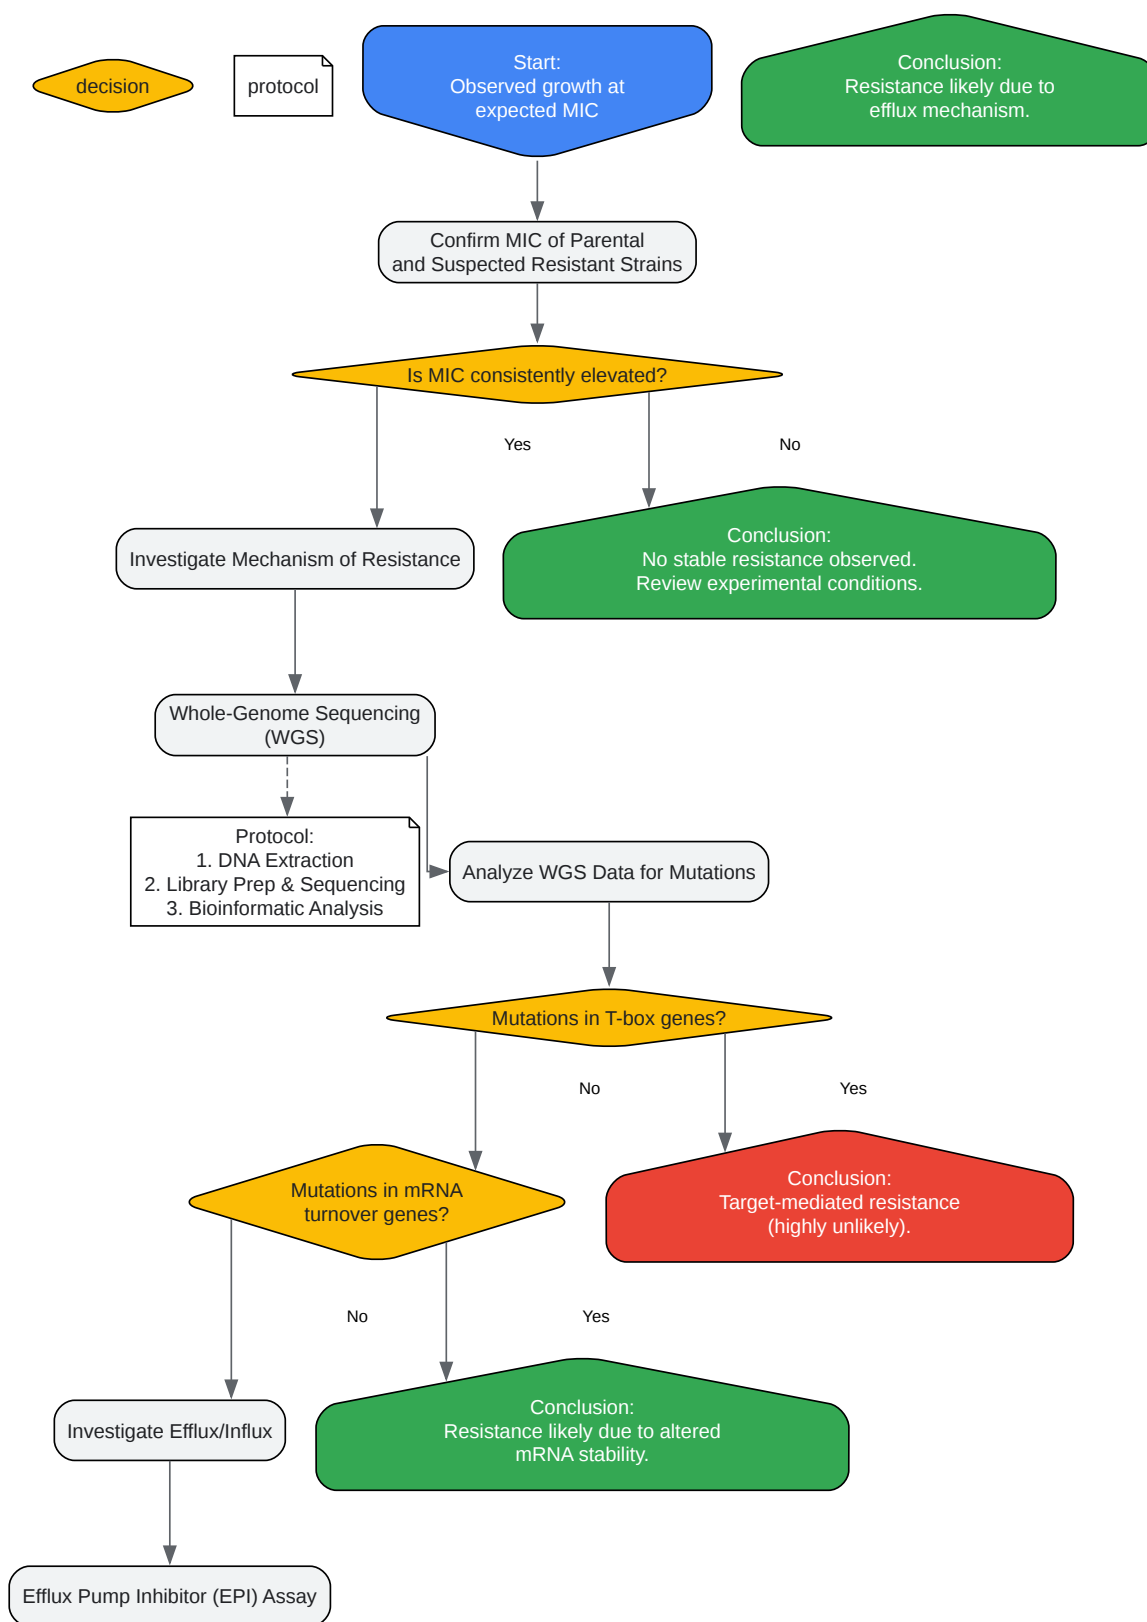 decision
protocol
Start:
Observed growth at
expected MIC
Conclusion:
Resistance likely due to
efflux mechanism.
Confirm MIC of Parental
and Suspected Resistant Strains
Is MIC consistently elevated?
Yes
No
Conclusion:
No stable resistance observed.
Review experimental conditions.
Investigate Mechanism of Resistance
Whole-Genome Sequencing
(WGS)
Protocol:
1. DNA Extraction
2. Library Prep & Sequencing
3. Bioinformatic Analysis
Analyze WGS Data for Mutations
Mutations in T-box genes?
No
Yes
Conclusion:
Target-mediated resistance
(highly unlikely).
Mutations in mRNA
turnover genes?
No
Yes
Conclusion:
Resistance likely due to altered
mRNA stability.
Investigate Efflux/Influx
Efflux Pump Inhibitor (EPI) Assay